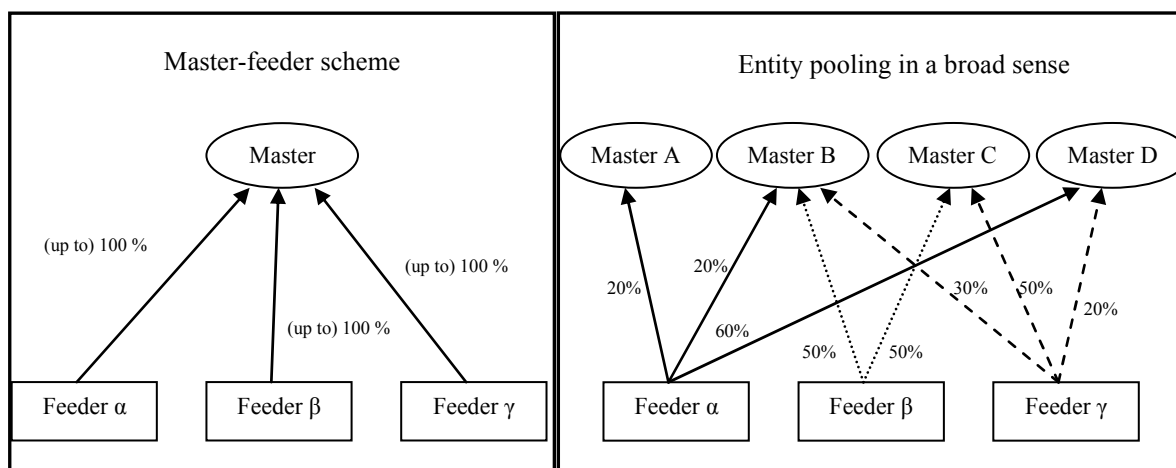 Master-feeder scheme
Master
(up to) 100 %
(up to) 100 %
(up to) 100 %
Feeder α
Feeder β
Feeder γ
Entity pooling in a broad sense
Master A
Master B
Master C
Master D
20%
20%
60%
50%
50%
30%
50%
20%
Feeder α
Feeder β
Feeder γ